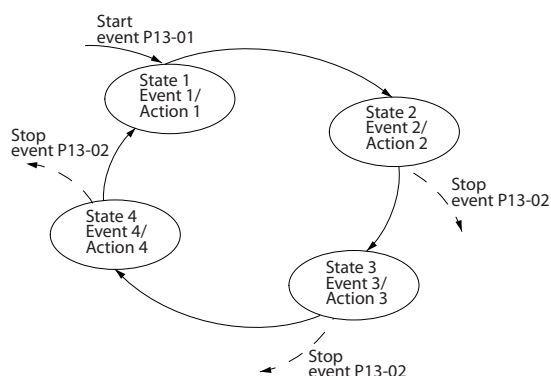 Start
event P13-01
State 1
Event 1/
Action 1
State 2
Event 2/
Action 2
Stop
event P13-02
Stop
event P13-02
State 4
Event 4/
Action 4
State 3
Event 3/
Action 3
Stop
event P13-02